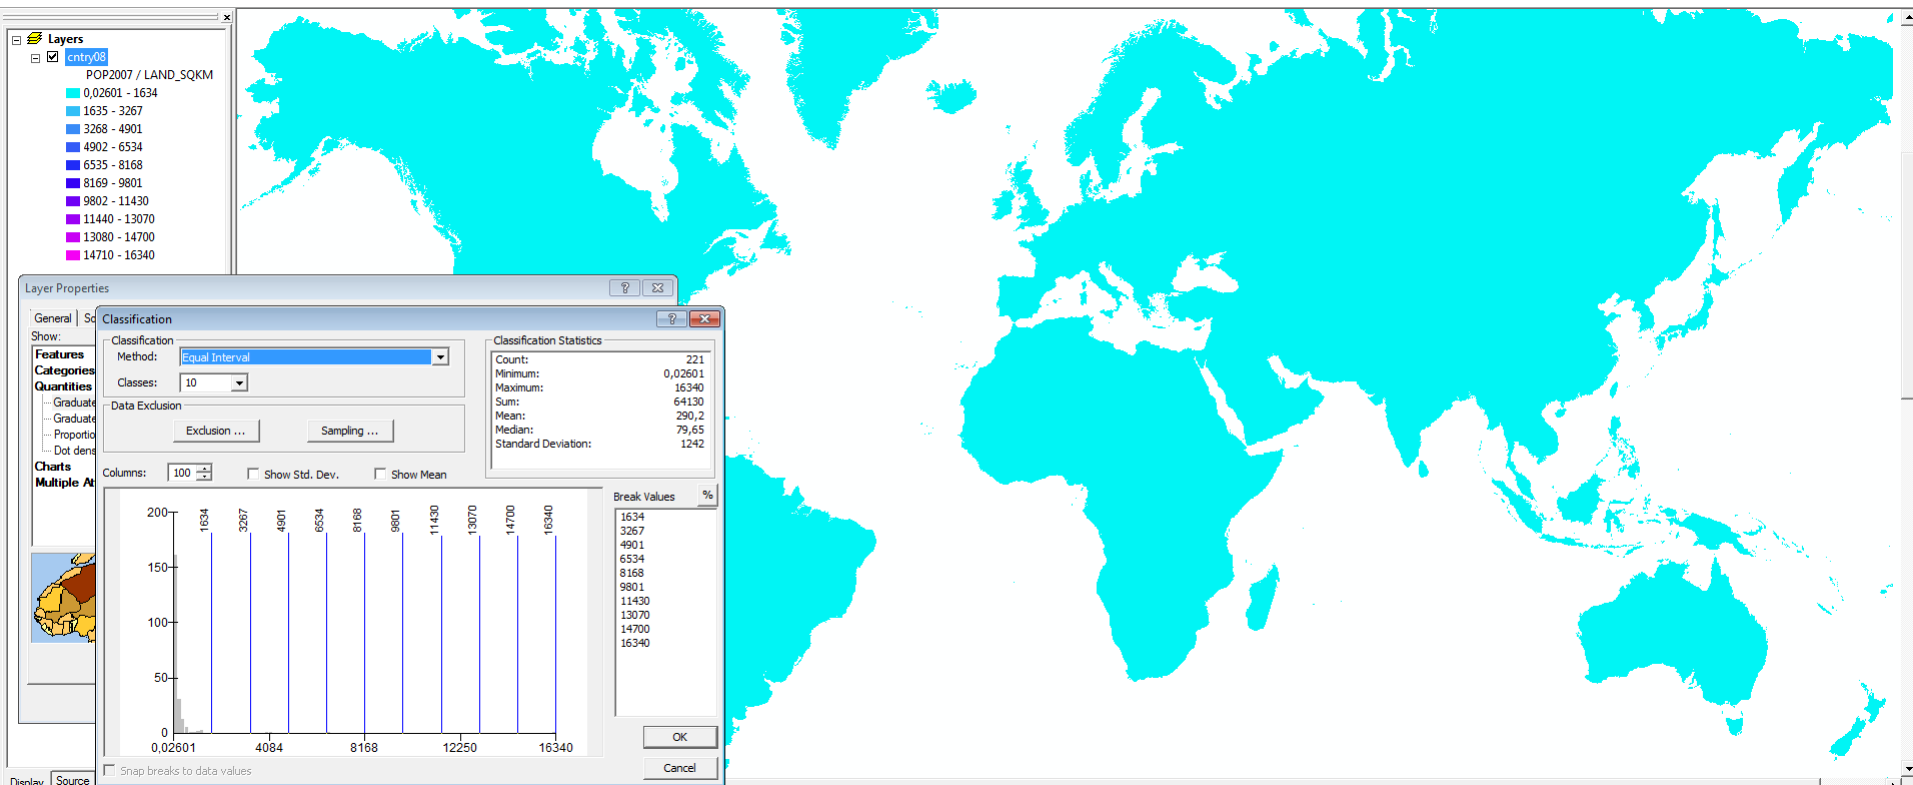 Layers
cntry08
POP2007 / LAND_SQKM
0,02601 - 1634
1635 - 3267
3268 - 4901
4902 - 6534
6535 - 8168
8169 - 9801
9802 - 11430
11440 - 13070
13080 - 14700
14710 - 16340
Layer Properties
General
Show:
Features
Categories
Quantities
Charts
Classification
Classification
Method: Equal Interval
Classes: 10
Data Exclusion
Exclusion ...
Sampling ...
Classification Statistics
Count: 221
Minimum: 0,02601
Maximum: 16340
Sum: 64130
Mean: 290,2
Median: 79,65
Standard Deviation: 1242
Columns: 100
Show Std. Dev.
Show Mean
Break Values %
1634
3267
4901
6534
8168
9801
11430
13070
14700
16340
200
150
100
50
0
1634 3267 4901 6534 8168 9801 11430 13070 14700 16340
0,02601 4084 8168 12250 16340
OK
Cancel
Snap breaks to data values
Display Source